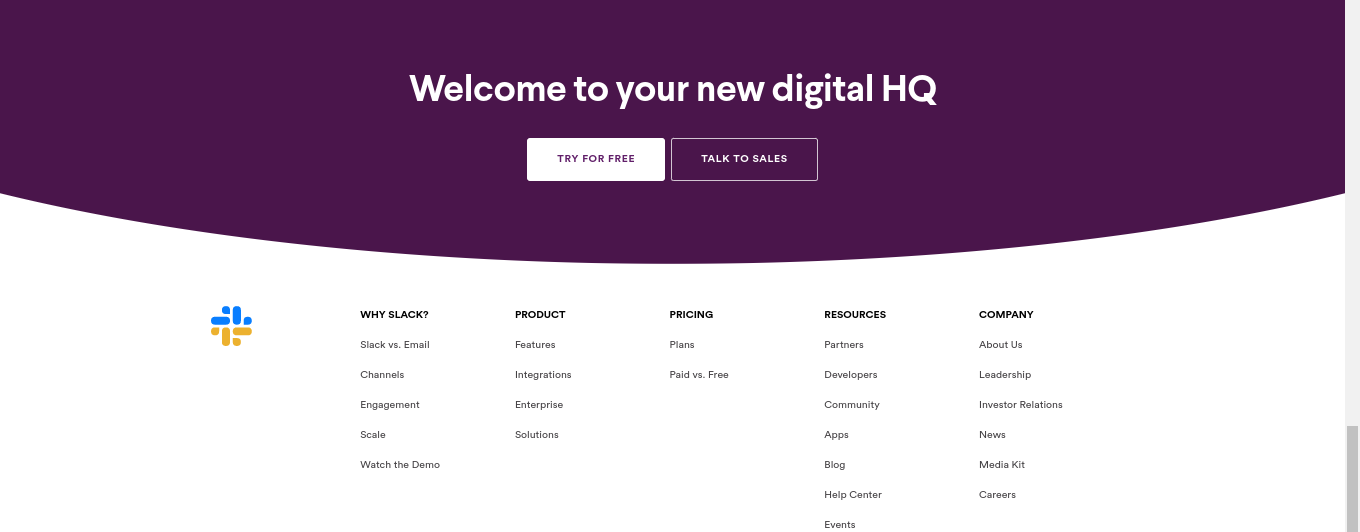 Welcome to your new digital HQ
TRY FOR FREE
TALK TO SALES
WHY SLACK?
Slack vs. Email
Channels
Engagement
Scale
Watch the Demo
PRODUCT
Features
Integrations
Enterprise
Solutions
PRICING
Plans
Paid vs. Free
RESOURCES
Partners
Developers
Community
Apps
Blog
Help Center
Events
COMPANY
About Us
Leadership
Investor Relations
News
Media Kit
Careers